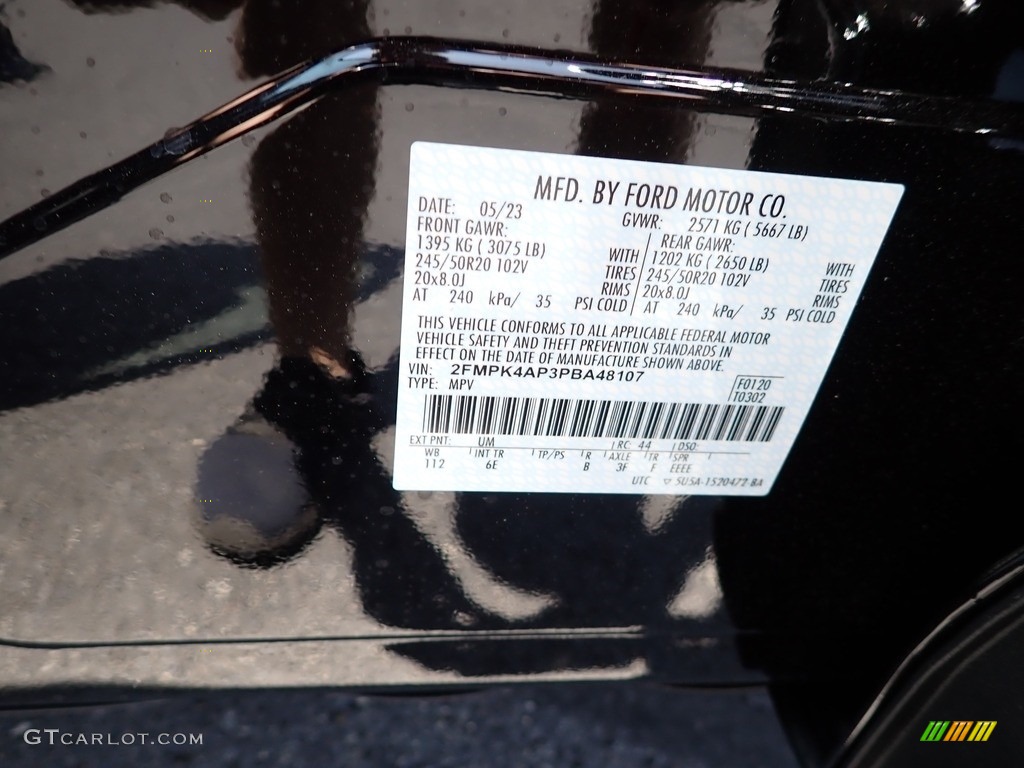 MFD. BY FORD MOTOR CO.
DATE: 05/23 GVWR: 2571 KG ( 5667 LB)
FRONT GAWR: REAR GAWR:
1395 KG ( 3075 LB) WITH 1202 KG ( 2650 LB) WITH
245/50R20 102V TIRES 245/50R20 102V TIRES
20x8.0J RIMS 20x8.0J RIMS
AT 240 kPa/ 35 PSI COLD AT 240 kPa/ 35 PSI COLD
THIS VEHICLE CONFORMS TO ALL APPLICABLE FEDERAL MOTOR
VEHICLE SAFETY AND THEFT PREVENTION STANDARDS IN
EFFECT ON THE DATE OF MANUFACTURE SHOWN ABOVE.
VIN: 2FMPK4AP3PBA48107
TYPE: MPV
F0120
T0302
EXT PNT: UM RC: 44 DSO:
WB INT TR TP/PS R AXLE TR SPR
112 6E B 3F F EEEE
UTC ▽ 5U5A-1520472-BA
GTCARLOT.COM